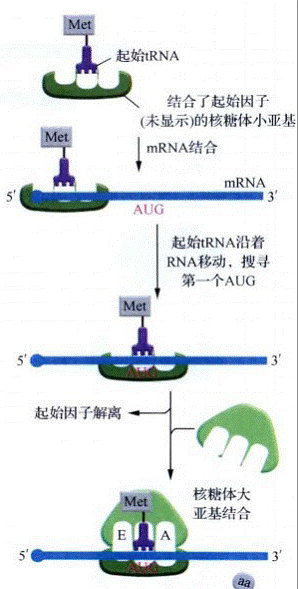 Met
起始tRNA
结合了起始因子
(未显示)的核糖体小亚基
Met
mRNA结合
mRNA
5′ 3′
AUG
起始tRNA沿着
RNA移动，搜寻
第一个AUG
Met
5′ AUG 3′
起始因子解离
核糖体大
亚基结合
Met
E A
5′ AUG 3′
aa